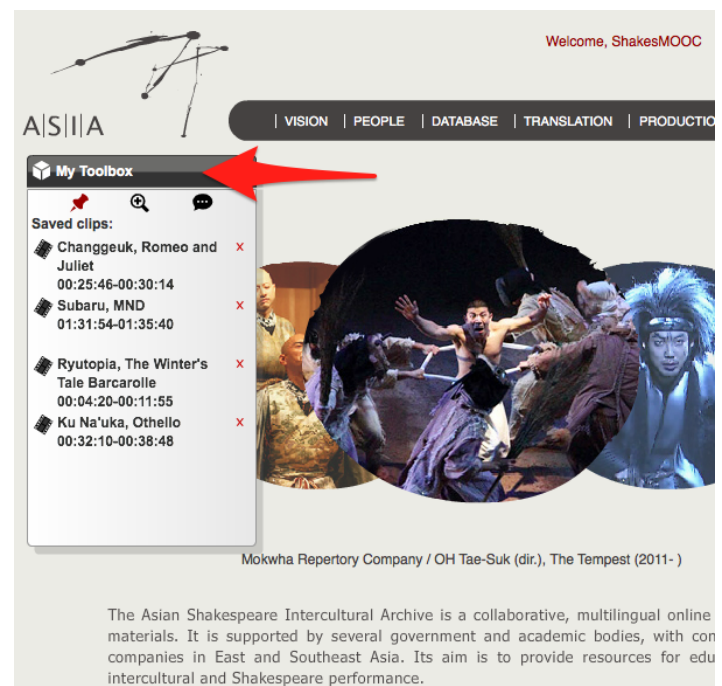 Welcome, ShakesMOOC
A|S|I|A
| VISION | PEOPLE | DATABASE | TRANSLATION | PRODUCTIO
My Toolbox
Saved clips:
Changgeuk, Romeo and x
Juliet
00:25:46-00:30:14
Subaru, MND x
01:31:54-01:35:40
Ryutopia, The Winter's x
Tale Barcarolle
00:04:20-00:11:55
Ku Na'uka, Othello x
00:32:10-00:38:48
Mokwha Repertory Company / OH Tae-Suk (dir.), The Tempest (2011- )
The Asian Shakespeare Intercultural Archive is a collaborative, multilingual online
materials. It is supported by several government and academic bodies, with con
companies in East and Southeast Asia. Its aim is to provide resources for edu
intercultural and Shakespeare performance.